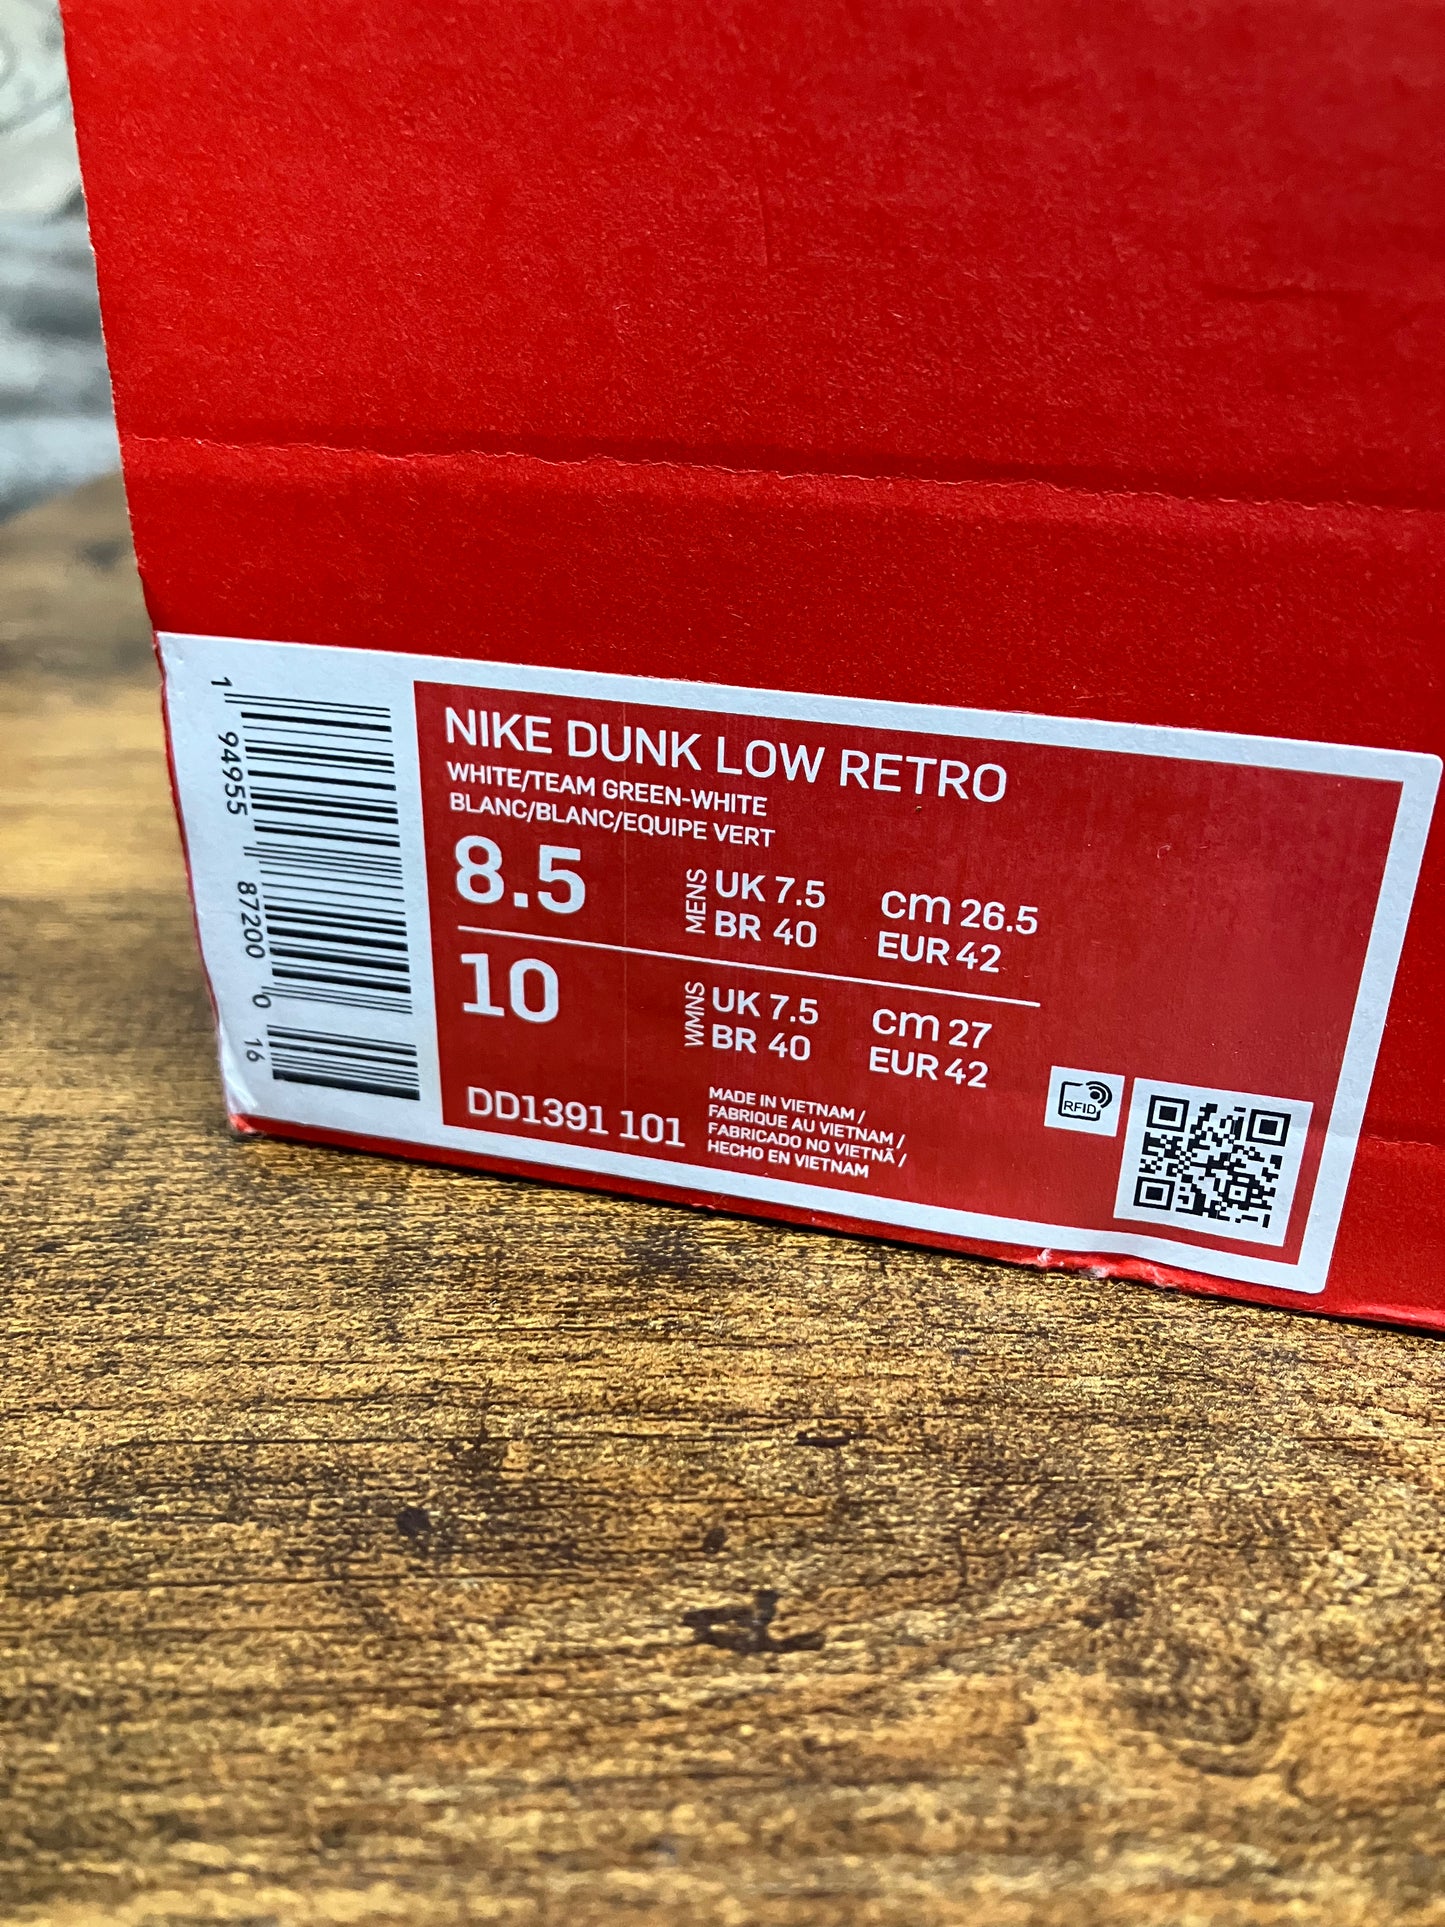 NIKE DUNK LOW RETRO
WHITE/TEAM GREEN-WHITE
BLANC/BLANC/EQUIPE VERT
8.5 MENS UK 7.5 cm 26.5
BR 40 EUR 42
10 WMNS UK 7.5 cm 27
BR 40 EUR 42
DD1391 101
MADE IN VIETNAM /
FABRIQUE AU VIETNAM /
FABRICADO NO VIETNÃ /
HECHO EN VIETNAM
RFID
1 94955 87200 0 16